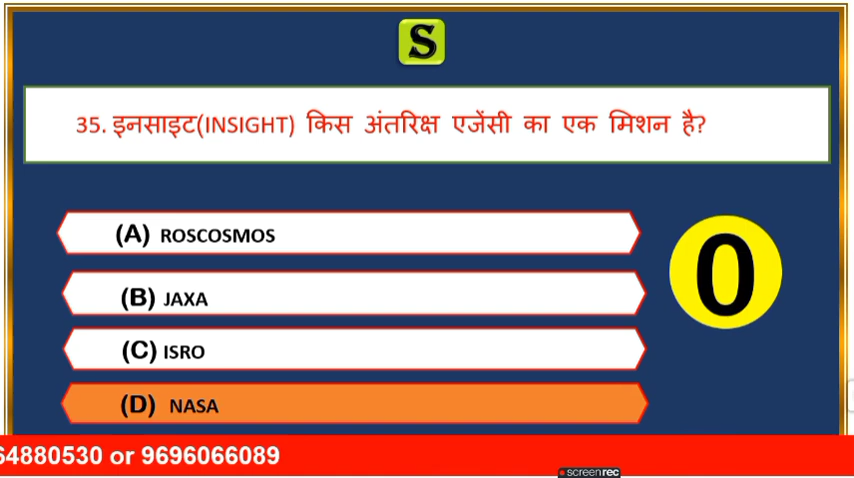 S
35. इनसाइट(INSIGHT) किस अंतरिक्ष एजेंसी का एक मिशन है?
(A) ROSCOSMOS
(B) JAXA
0
(C) ISRO
(D) NASA
64880530 or 9696066089
screenrec